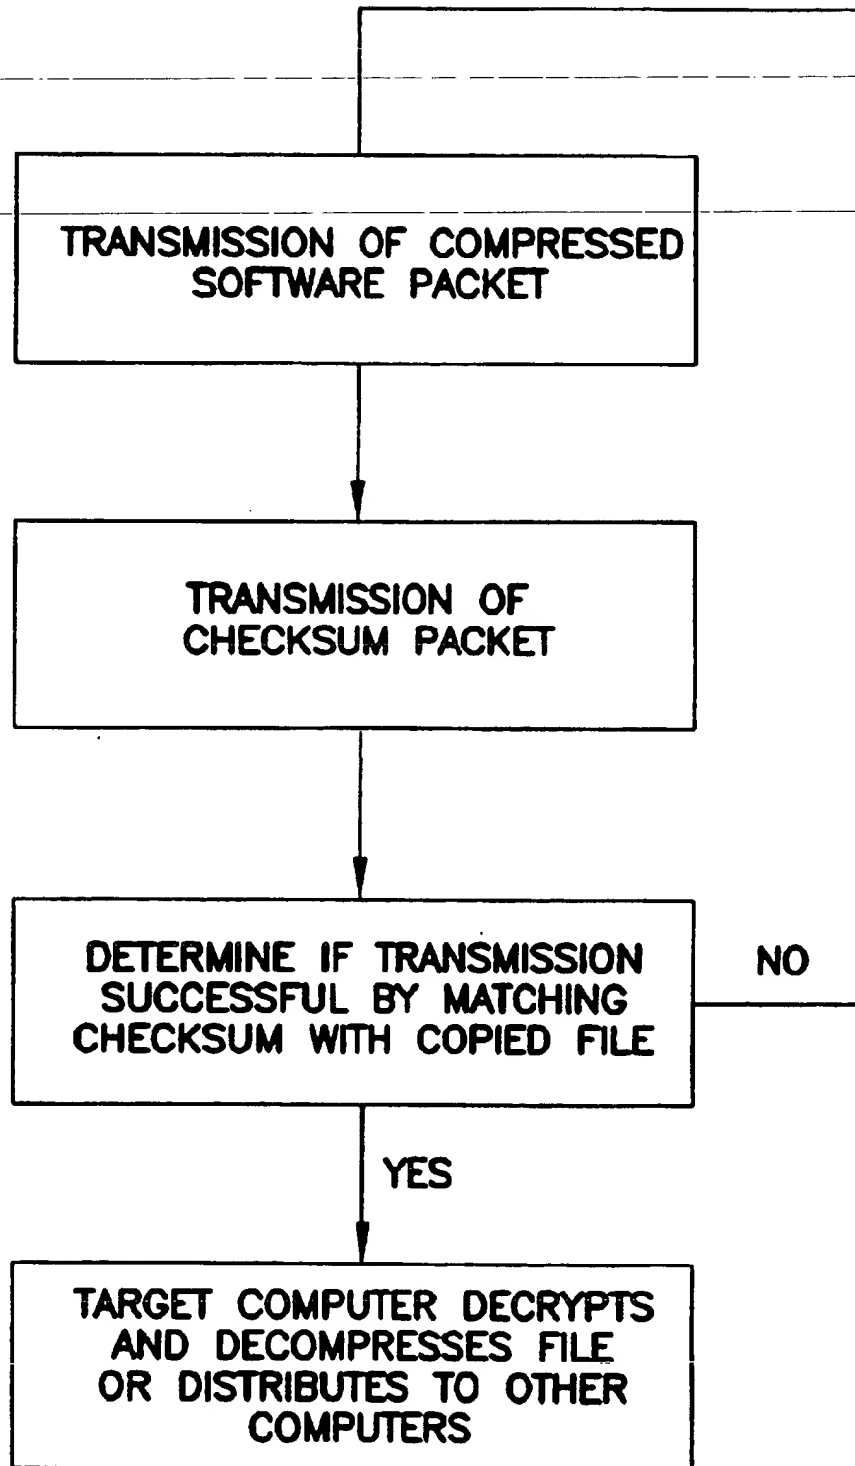 TRANSMISSION OF COMPRESSED
SOFTWARE PACKET
TRANSMISSION OF
CHECKSUM PACKET
DETERMINE IF TRANSMISSION
SUCCESSFUL BY MATCHING
CHECKSUM WITH COPIED FILE
NO
YES
TARGET COMPUTER DECRYPTS
AND DECOMPRESSES FILE
OR DISTRIBUTES TO OTHER
COMPUTERS